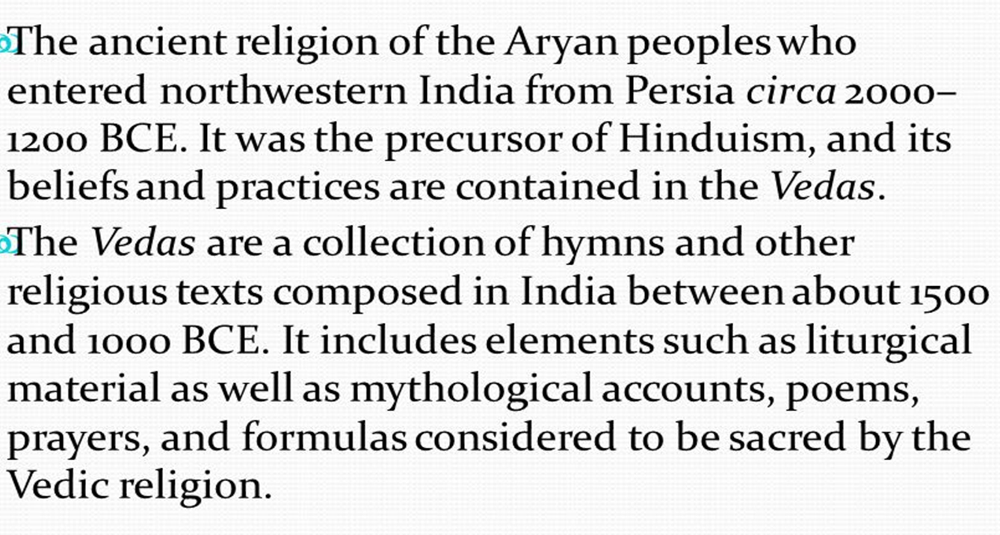 The ancient religion of the Aryan peoples who
entered northwestern India from Persia circa 2000–
1200 BCE. It was the precursor of Hinduism, and its
beliefs and practices are contained in the Vedas.
The Vedas are a collection of hymns and other
religious texts composed in India between about 1500
and 1000 BCE. It includes elements such as liturgical
material as well as mythological accounts, poems,
prayers, and formulas considered to be sacred by the
Vedic religion.